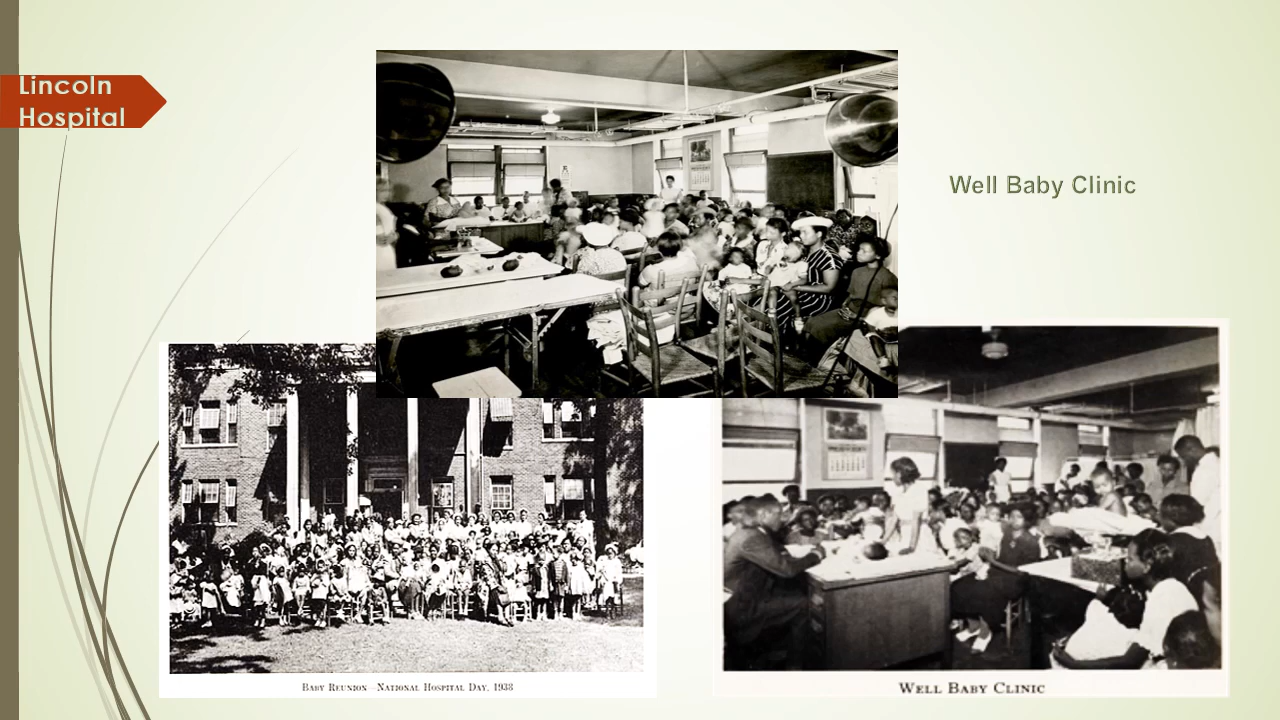 Lincoln
Hospital
Well Baby Clinic
Baby Reunion—National Hospital Day, 1938
Well Baby Clinic